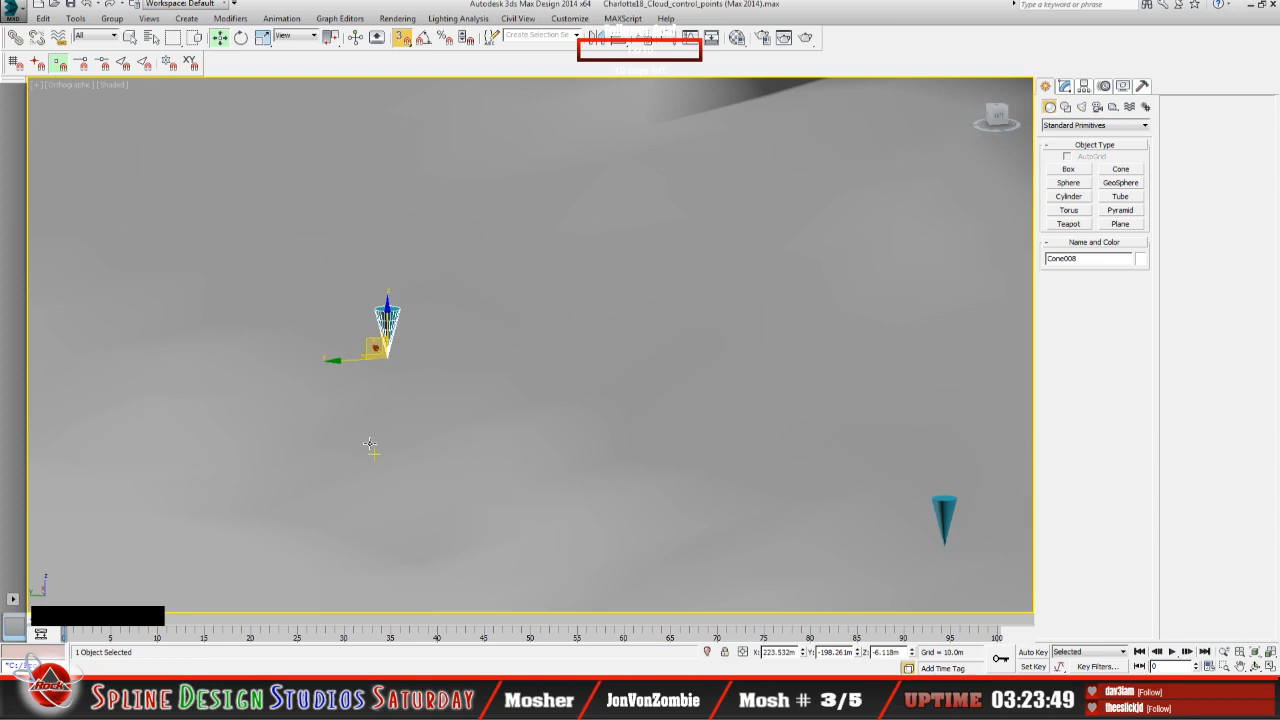 Autodesk 3ds Max Design 2014 x64 Charlotte18_Cloud_control_points (Max 2014).max
Type a keyword or phrase
Workspace: Default
MXD
Edit Tools Group Views Create Modifiers Animation Graph Editors Rendering Lighting Analysis Civil View Customize MAXScript Help
All
View
3
Create Selection Se
XY
[+][Orthographic][Shaded]
Standard Primitives
- Object Type
AutoGrid
Box Cone
Sphere GeoSphere
Cylinder Tube
Torus Pyramid
Teapot Plane
- Name and Color
Cone008
z
5 10 15 20 25 30 35 40 45 50 55 60 65 70 75 80 85 90 95 100
1 Object Selected
X: 223.532m Y: -198.261m Z: -6.118m Grid = 10.0m
Auto Key Selected
Add Time Tag
Set Key Key Filters...
0
Rock
SPLINE DESIGN STUDIOS SATURDAY
Mosher
JonVonZombie
Mosh # 3/5
UPTIME 03:23:49
dav3lam [Follow]
theeslickjd [Follow]